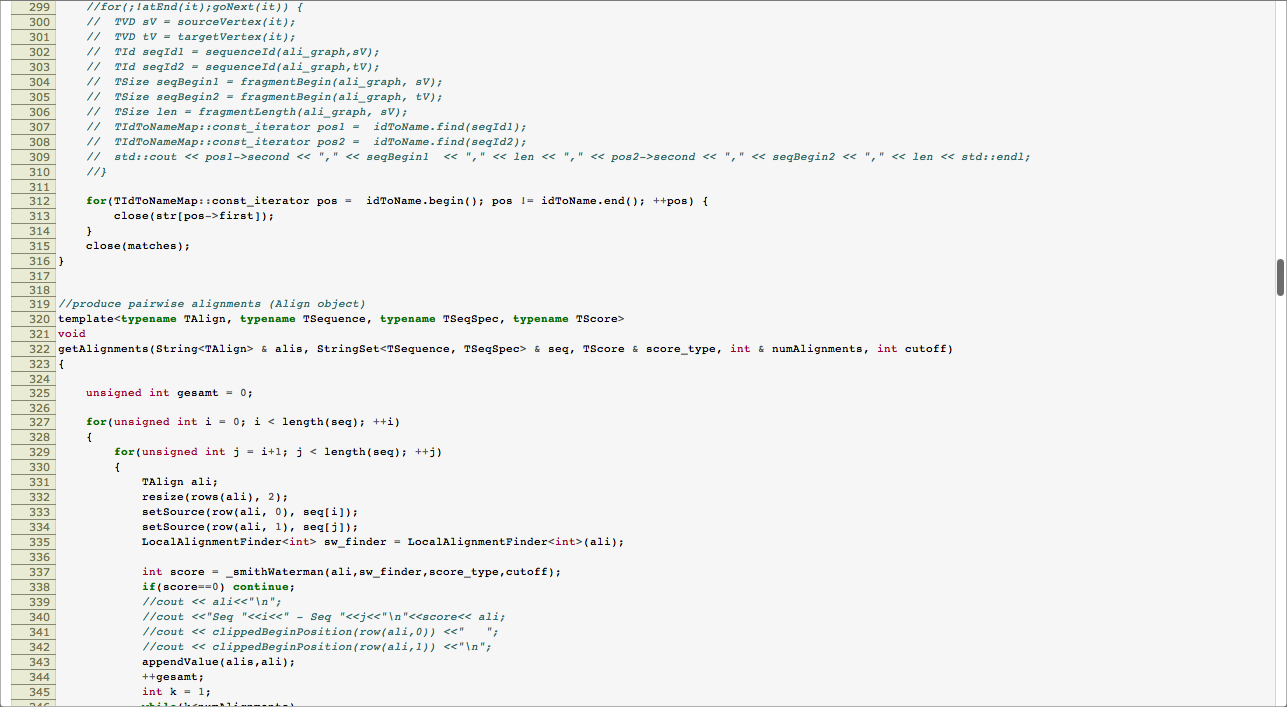 299 //for(;!atEnd(it);goNext(it)) {
300 //  TVD sV = sourceVertex(it);
301 //  TVD tV = targetVertex(it);
302 //  TId seqId1 = sequenceId(ali_graph,sV);
303 //  TId seqId2 = sequenceId(ali_graph,tV);
304 //  TSize seqBegin1 = fragmentBegin(ali_graph, sV);
305 //  TSize seqBegin2 = fragmentBegin(ali_graph, tV);
306 //  TSize len = fragmentLength(ali_graph, sV);
307 //  TIdToNameMap::const_iterator pos1 =  idToName.find(seqId1);
308 //  TIdToNameMap::const_iterator pos2 =  idToName.find(seqId2);
309 //  std::cout << pos1->second << "," << seqBegin1  << "," << len << "," << pos2->second << "," << seqBegin2 << "," << len << std::endl;
310 //}
311
312 for(TIdToNameMap::const_iterator pos =  idToName.begin(); pos != idToName.end(); ++pos) {
313 close(str[pos->first]);
314 }
315 close(matches);
316 }
317
318
319 //produce pairwise alignments (Align object)
320 template<typename TAlign, typename TSequence, typename TSeqSpec, typename TScore>
321 void
322 getAlignments(String<TAlign> & alis, StringSet<TSequence, TSeqSpec> & seq, TScore & score_type, int & numAlignments, int cutoff)
323 {
324
325 unsigned int gesamt = 0;
326
327 for(unsigned int i = 0; i < length(seq); ++i)
328 {
329 for(unsigned int j = i+1; j < length(seq); ++j)
330 {
331 TAlign ali;
332 resize(rows(ali), 2);
333 setSource(row(ali, 0), seq[i]);
334 setSource(row(ali, 1), seq[j]);
335 LocalAlignmentFinder<int> sw_finder = LocalAlignmentFinder<int>(ali);
336
337 int score = _smithWaterman(ali,sw_finder,score_type,cutoff);
338 if(score==0) continue;
339 //cout << ali<<"\n";
340 //cout <<"Seq "<<i<<" - Seq "<<j<<"\n"<<score<< ali;
341 //cout << clippedBeginPosition(row(ali,0)) <<"   ";
342 //cout << clippedBeginPosition(row(ali,1)) <<"\n";
343 appendValue(alis,ali);
344 ++gesamt;
345 int k = 1;
346 while(k<numAlignments)